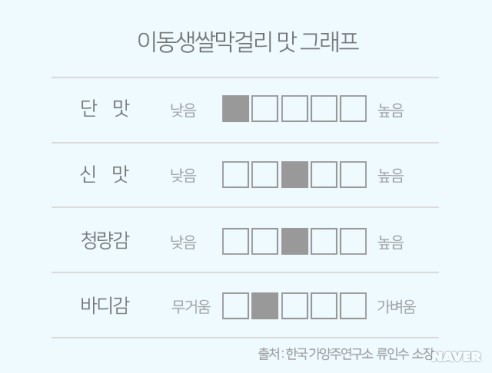 이동생쌀막걸리 맛 그래프
단 맛 낮음 높음
신 맛 낮음 높음
청량감 낮음 높음
바디감 무거움 가벼움
출처 : 한국가양주연구소 류인수 소장
NAVER